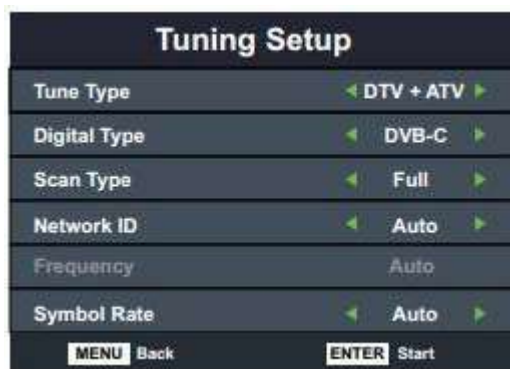 Tuning Setup
Tune Type DTV + ATV
Digital Type DVB-C
Scan Type Full
Network ID Auto
Frequency Auto
Symbol Rate Auto
MENU Back ENTER Start